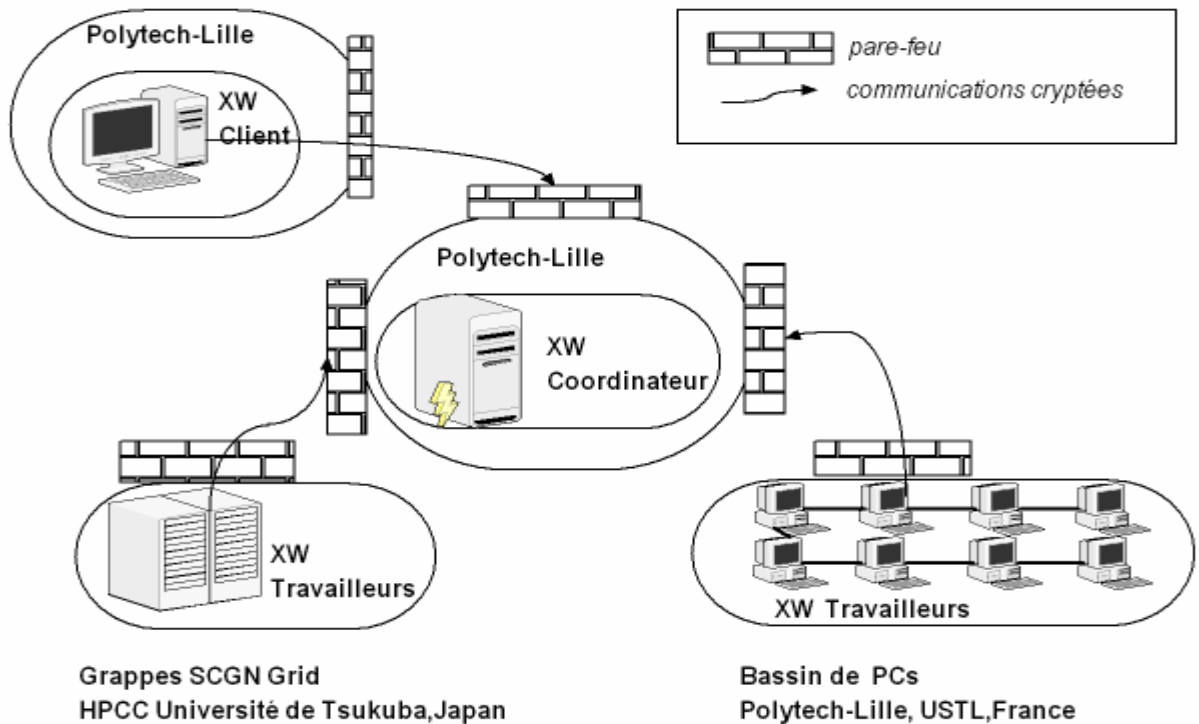 Polytech-Lille
XW
Client
pare-feu
communications cryptées
Polytech-Lille
XW
Coordinateur
XW
Travailleurs
XW Travailleurs
Grappes SCGN Grid
HPCC Université de Tsukuba,Japan
Bassin de PCs
Polytech-Lille, USTL,France